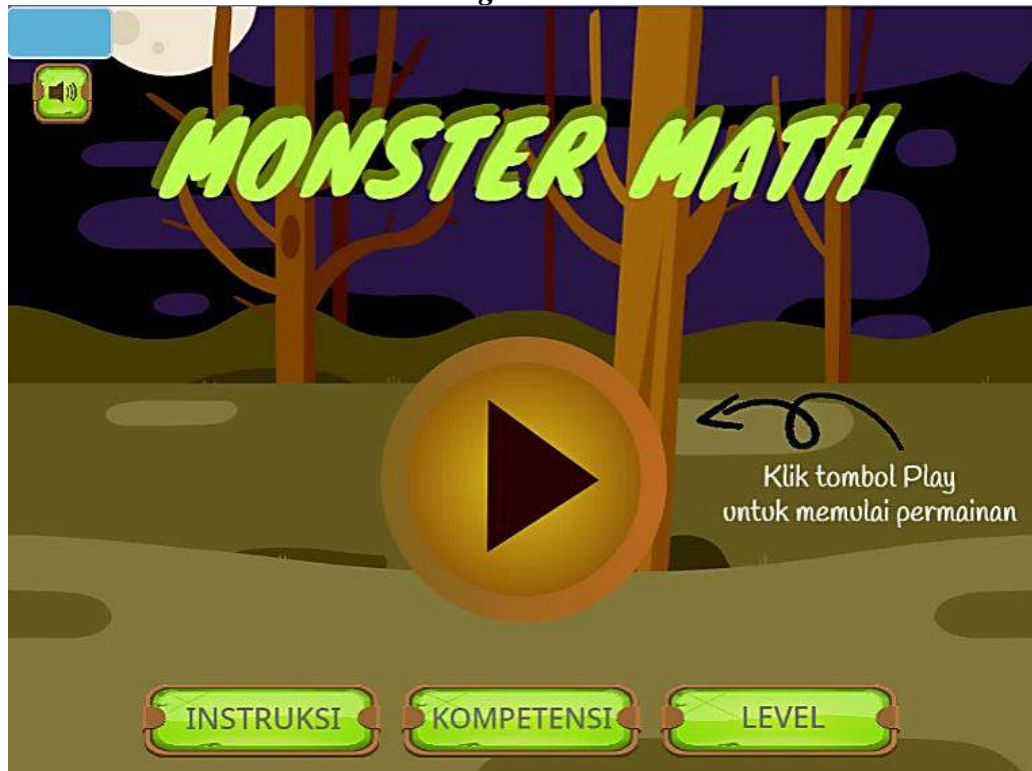 MONSTER MATH
Klik tombol Play
untuk memulai permainan
INSTRUKSI
KOMPETENSI
LEVEL